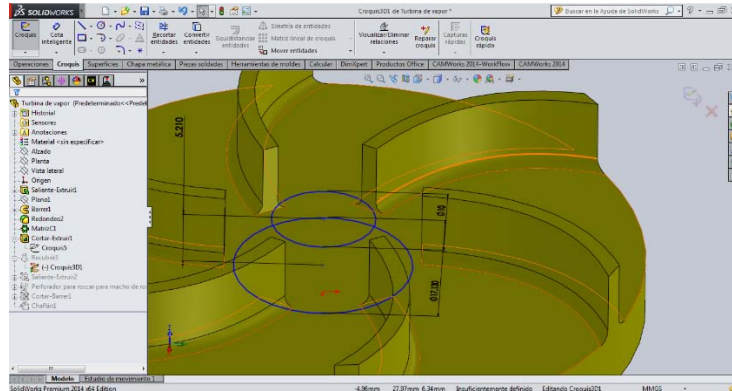 SOLIDWORKS
Croquis3D1 de Turbina de vapor *
Buscar en la Ayuda de SolidWorks
Croquis
Cota inteligente
Recortar entidades
Convertir entidades
Equidistanciar entidades
Simetría de entidades
Matriz lineal de croquis
Mover entidades
Visualizar/Eliminar relaciones
Reparar croquis
Capturas rápidas
Croquis rápido
Operaciones Croquis Superficies Chapa metálica Piezas soldadas Herramientas de moldes Calcular DimXpert Productos Office CAMWorks 2014-WorkFlow CAMWorks 2014
Turbina de vapor (Predeterminado<<Predet
Historial
Sensores
Anotaciones
Material <sin especificar>
Alzado
Planta
Vista lateral
Origen
Saliente-Extruir1
Plano1
Barrer1
Redondeo2
MatrizC1
Cortar-Extruir1
Croquis5
Recubrir1
(-) Croquis3D1
Saliente-Extruir2
Perforador para roscar para macho de ro
Cortar-Barrer1
Chaflán1
5.210
Ø10
Ø17.00
Modelo Estudio de movimiento 1
SolidWorks Premium 2014 x64 Edition
-4.96mm 27.97mm 6.34mm Insuficientemente definido Editando Croquis3D1 MMGS